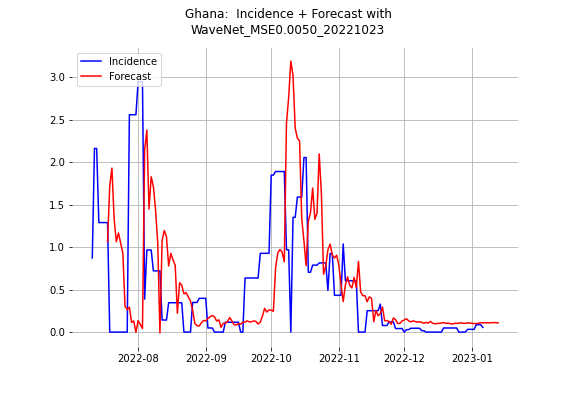 Ghana:  Incidence + Forecast with
WaveNet_MSE0.0050_20221023
Incidence
Forecast
3.0
2.5
2.0
1.5
1.0
0.5
0.0
2022-08 2022-09 2022-10 2022-11 2022-12 2023-01